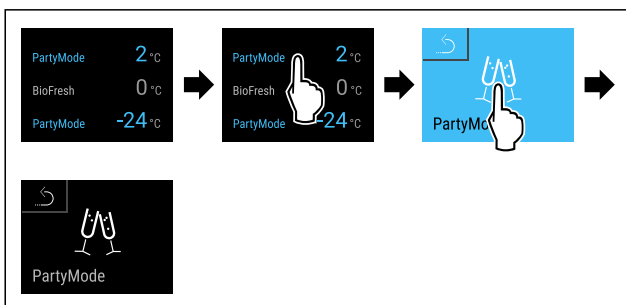 PartyMode 2 °C
BioFresh 0 °C
PartyMode -24 °C
PartyMode 2 °C
BioFresh 0 °C
PartyMode -24 °C
PartyMo
PartyMode